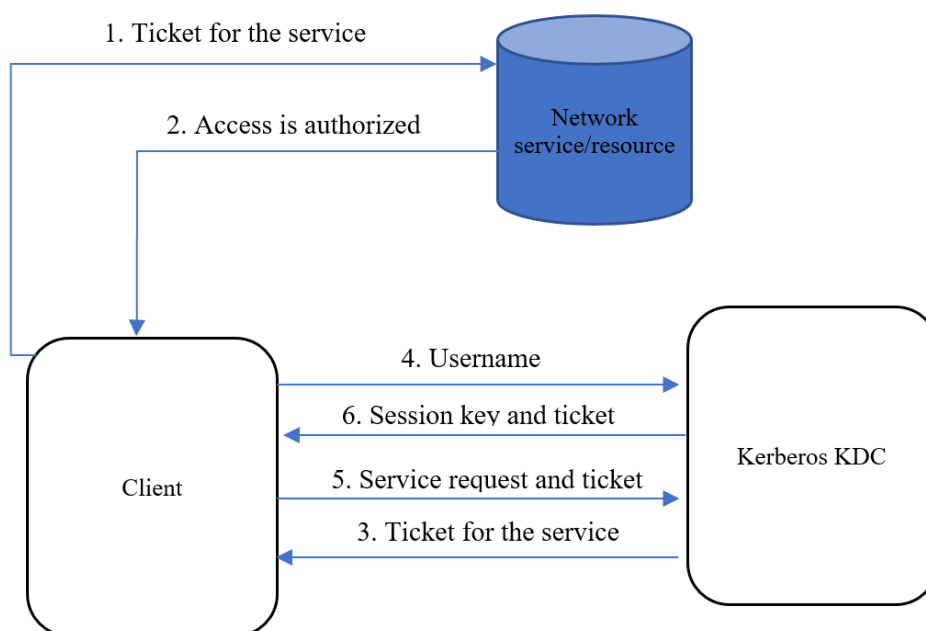 1. Ticket for the service
2. Access is authorized
Network
service/resource
4. Username
6. Session key and ticket
5. Service request and ticket
3. Ticket for the service
Client
Kerberos KDC